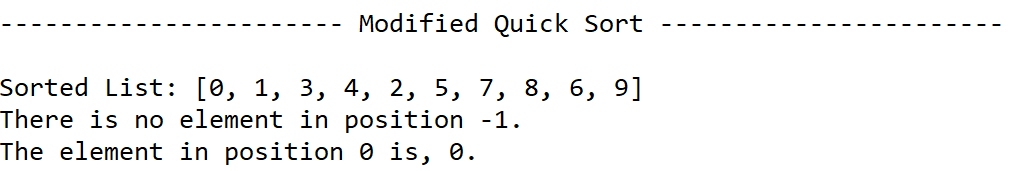 ----------------------- Modified Quick Sort -----------------------
Sorted List: [0, 1, 3, 4, 2, 5, 7, 8, 6, 9]
There is no element in position -1.
The element in position 0 is, 0.